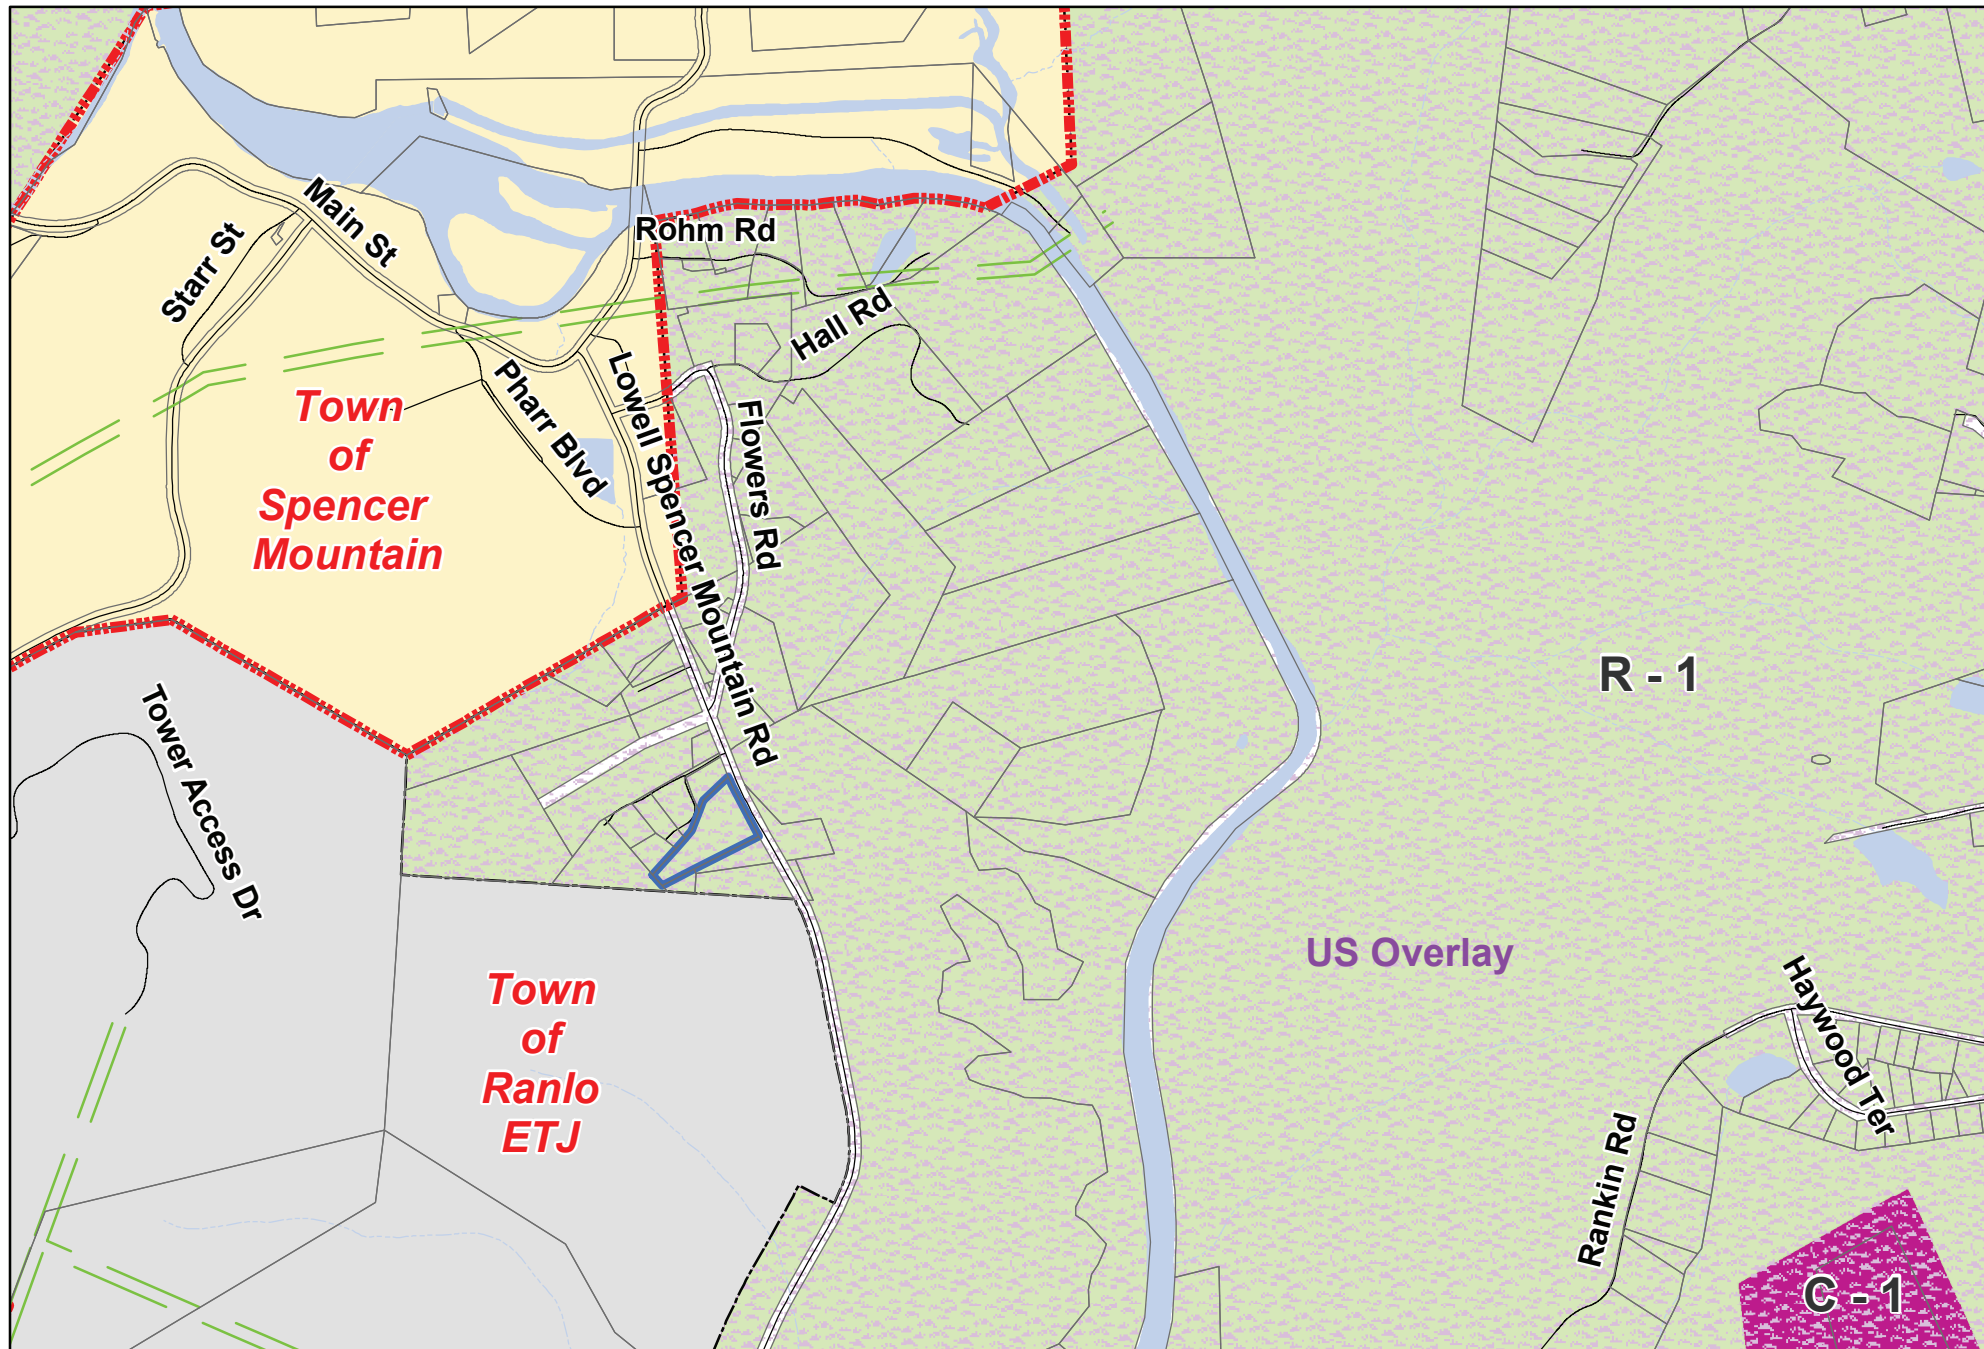 Main St
Starr St
Rohm Rd
Hall Rd
Lowell Spencer Mountain Rd
Pharr Blvd
Flowers Rd
Town
of
Spencer
Mountain
R - 1
Tower Access Dr
US Overlay
Town
of
Ranlo
ETJ
Haywood Ter
Rankin Rd
C - 1